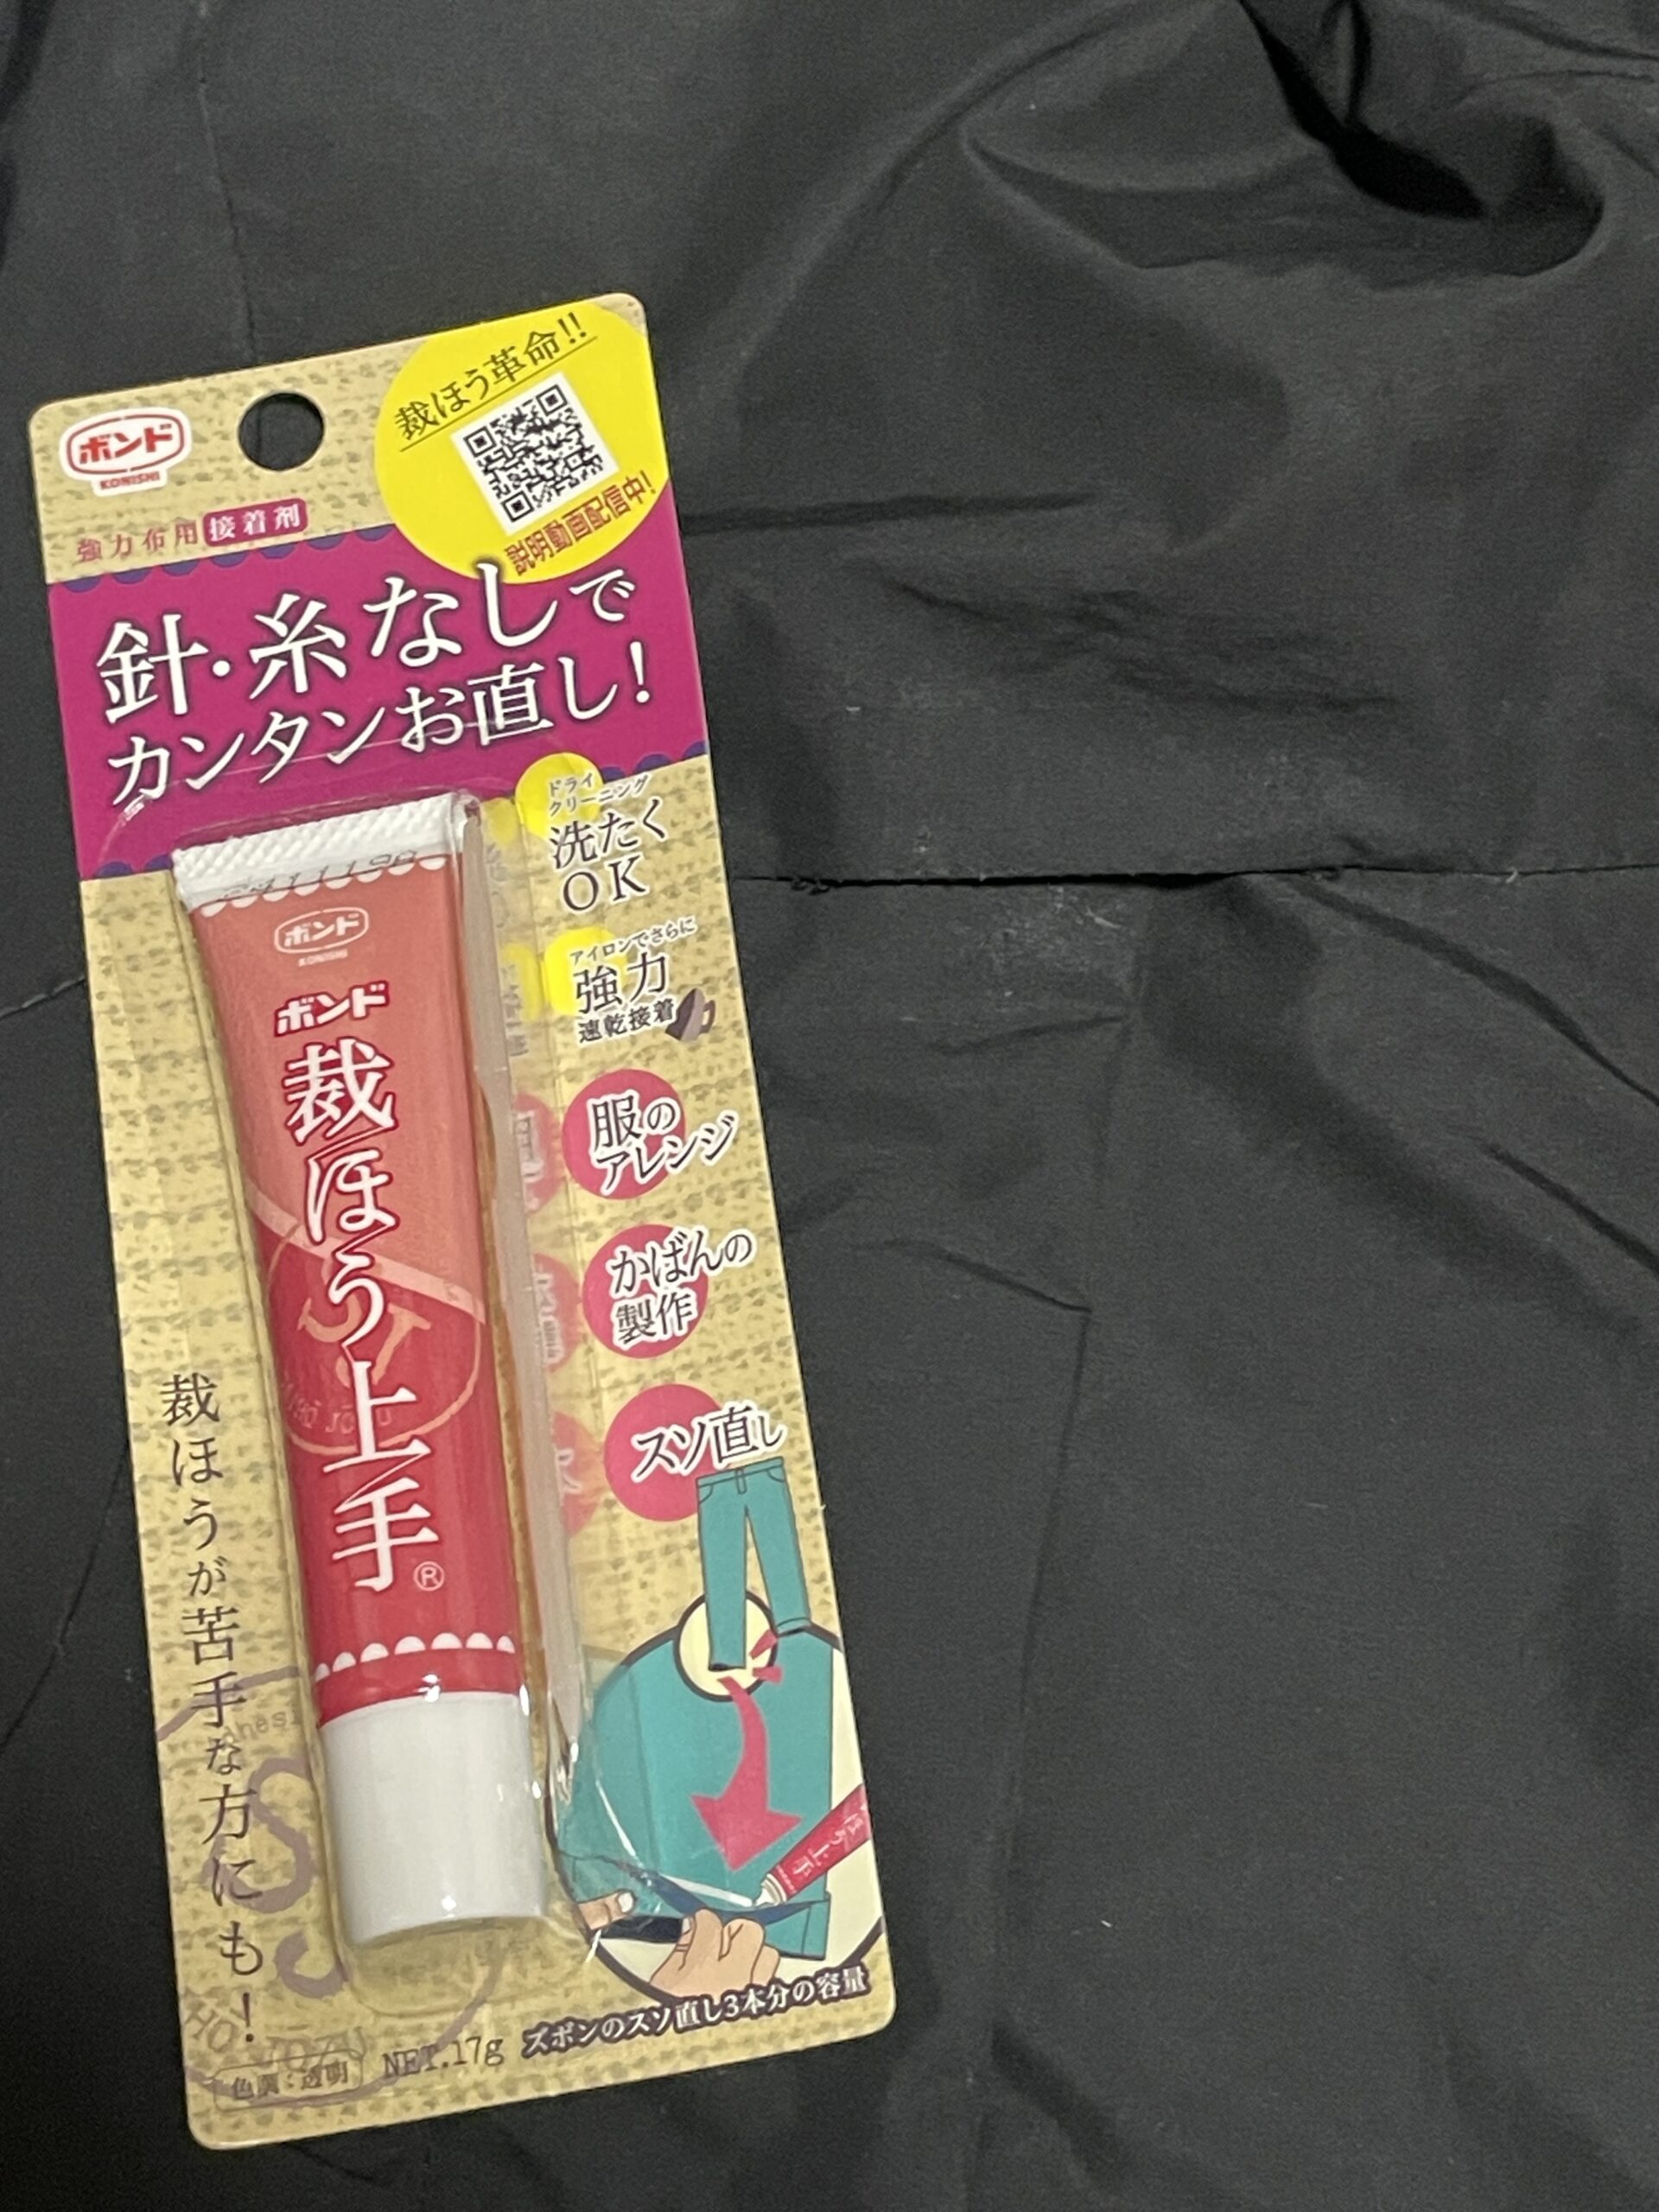 裁ほう革命!!
説明動画配信中!
ボンド
KONISHI
強力布用接着剤
針・糸なしで
カンタンお直し!
ドライ
クリーニング
洗たく
OK
アイロンでさらに
強力
速乾接着
服の
アレンジ
かばんの
製作
スソ直し
ボンド
KONISHI
ボンド
裁ほう上手®
裁ほうが苦手な方にも!
ズボンのスソ直し3本分の容量
色調:透明
NET.17g